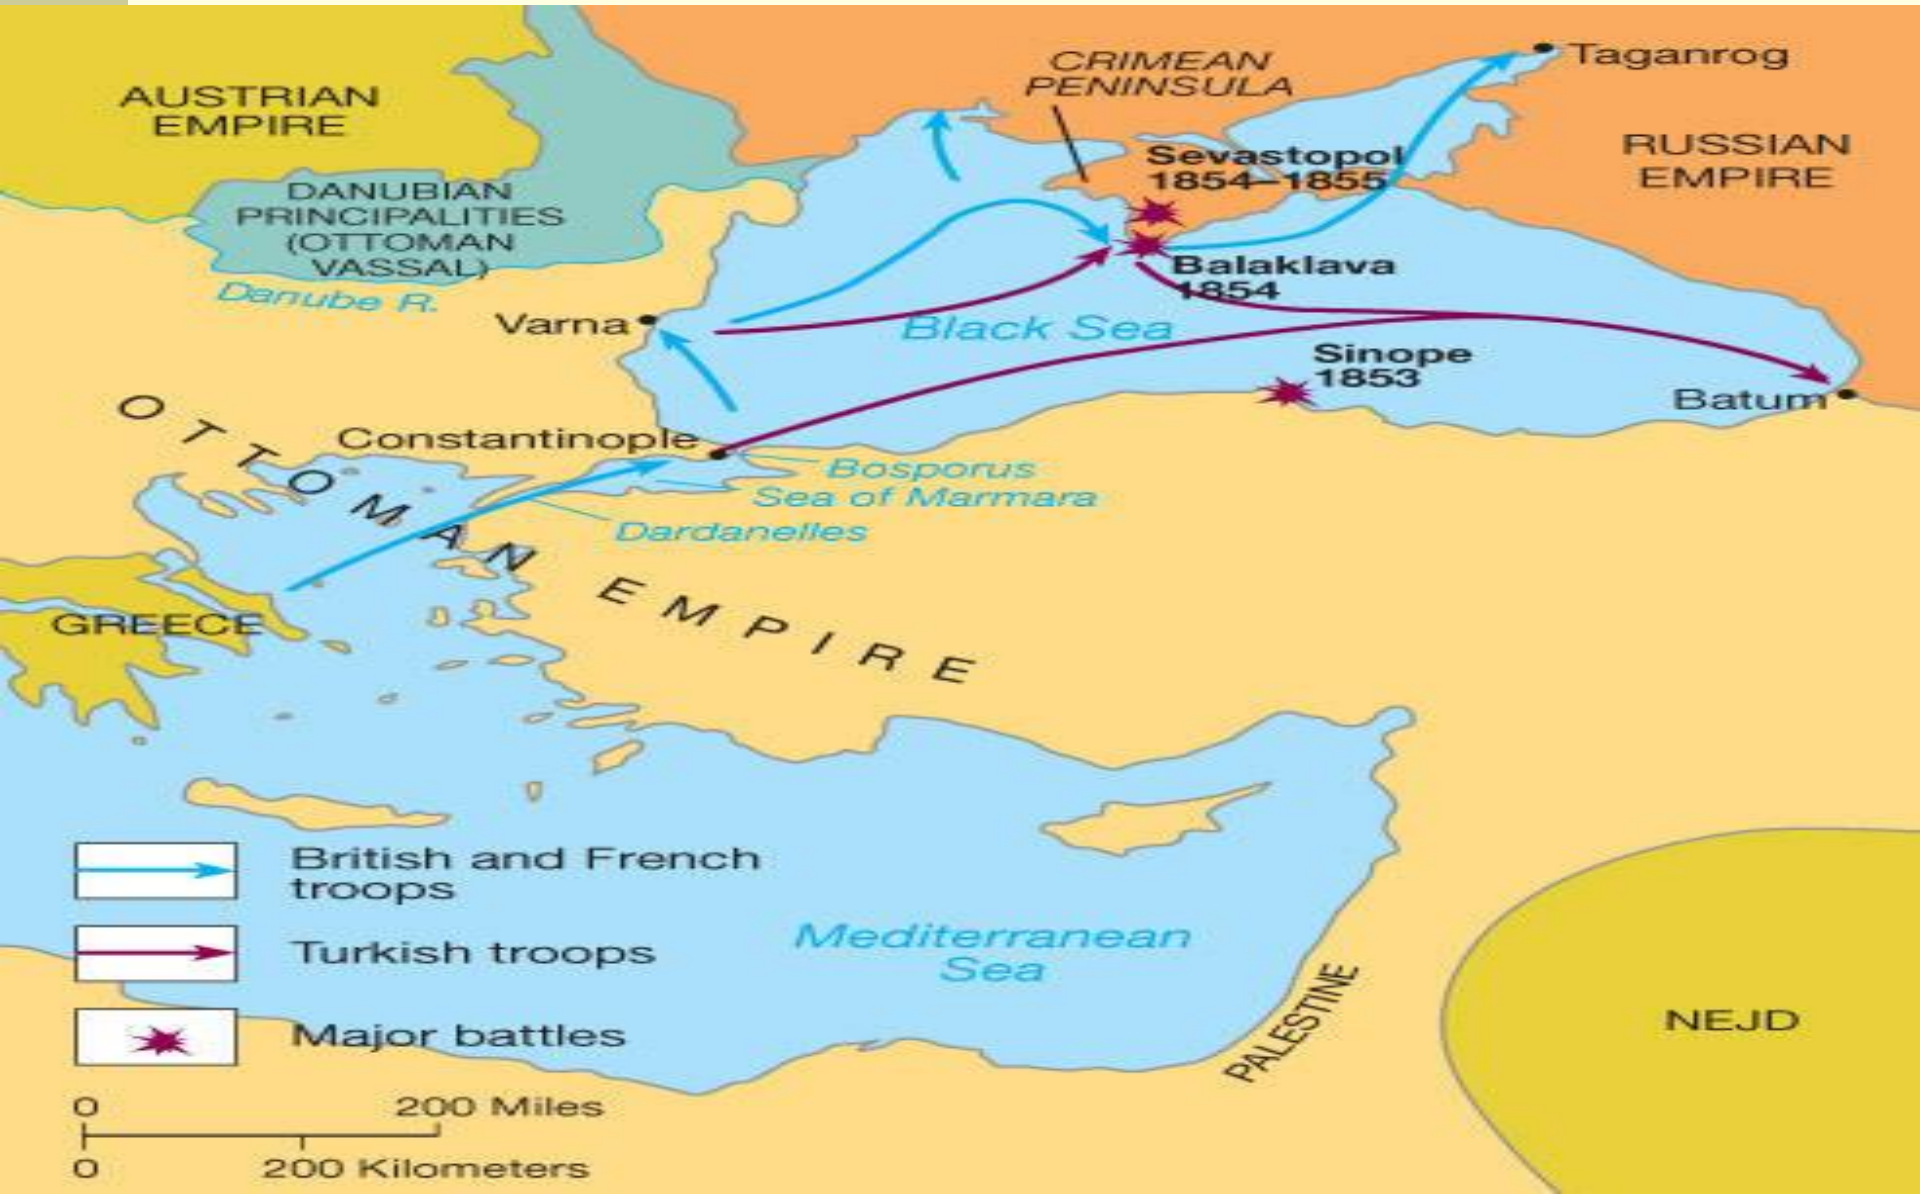 AUSTRIAN
EMPIRE
CRIMEAN
PENINSULA
Taganrog
RUSSIAN
EMPIRE
Sevastopol
1854–1855
DANUBIAN
PRINCIPALITIES
(OTTOMAN
VASSAL)
Danube R.
Varna
Balaklava
1854
Black Sea
Sinope
1853
Batum
Constantinople
Bosporus
Sea of Marmara
Dardanelles
OTTOMAN EMPIRE
GREECE
British and French
troops
Turkish troops
Major battles
Mediterranean
Sea
PALESTINE
NEJD
0 200 Miles
0 200 Kilometers